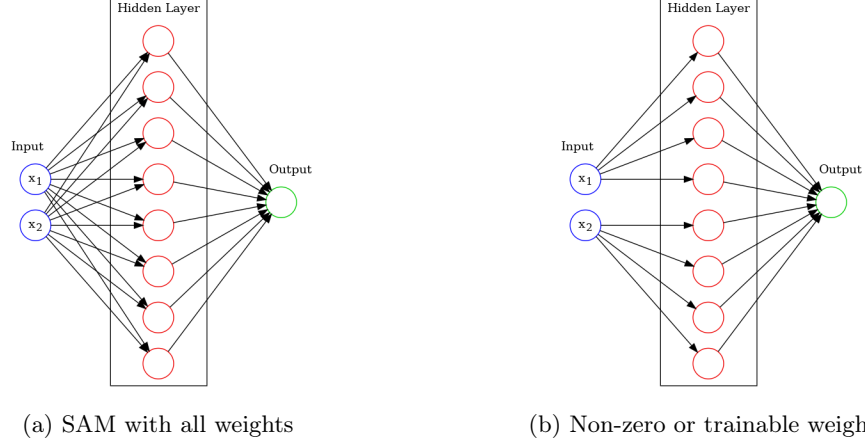 Hidden Layer
Input
x1
x2
Output
(a) SAM with all weights
Hidden Layer
Input
x1
x2
Output
(b) Non-zero or trainable